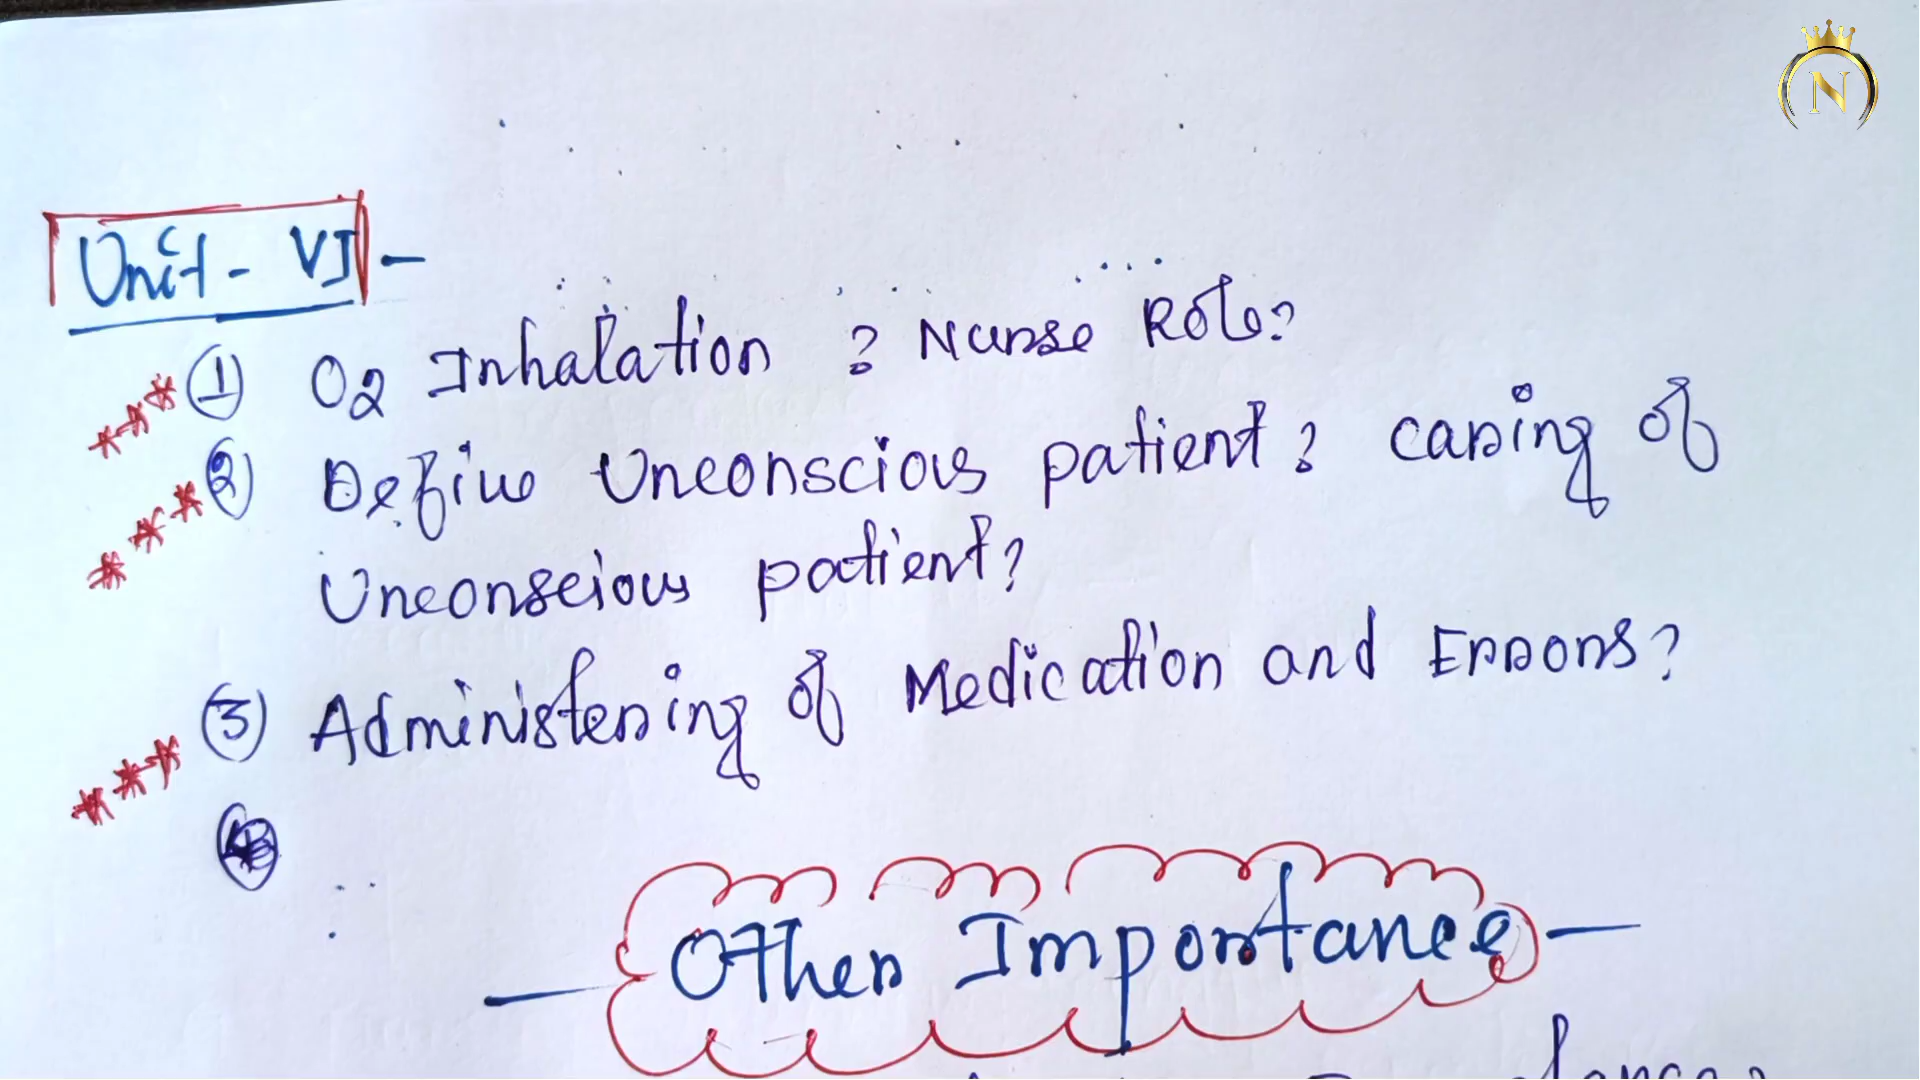 N
Unit - VI -
*** ① O2 Inhalation ? Nurse Role?
*** ② Define Unconscious patient? caring of
Unconscious patient?
*** ③ Administering of Medication and Errors?
— Other Importance —